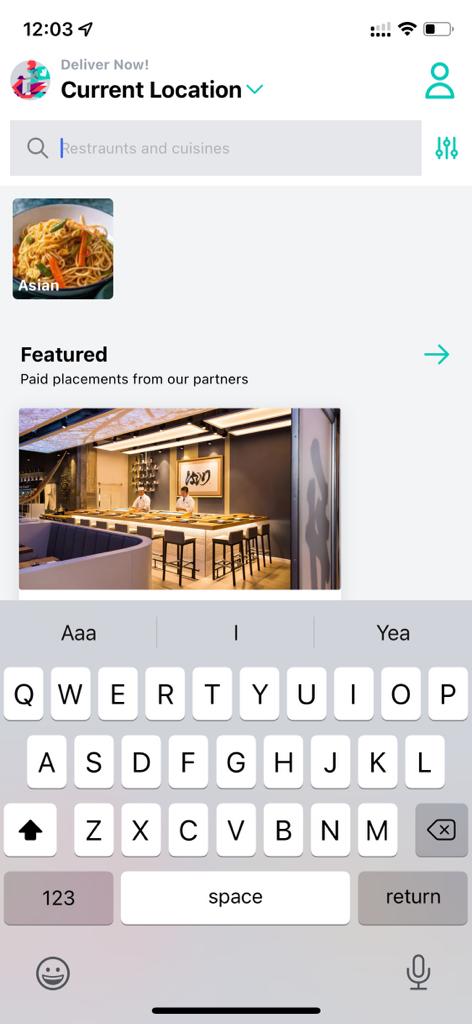 12:03
Deliver Now!
Current Location
Restraunts and cuisines
Asian
Featured
Paid placements from our partners
Aaa I Yea
Q W E R T Y U I O P
A S D F G H J K L
Z X C V B N M
123 space return